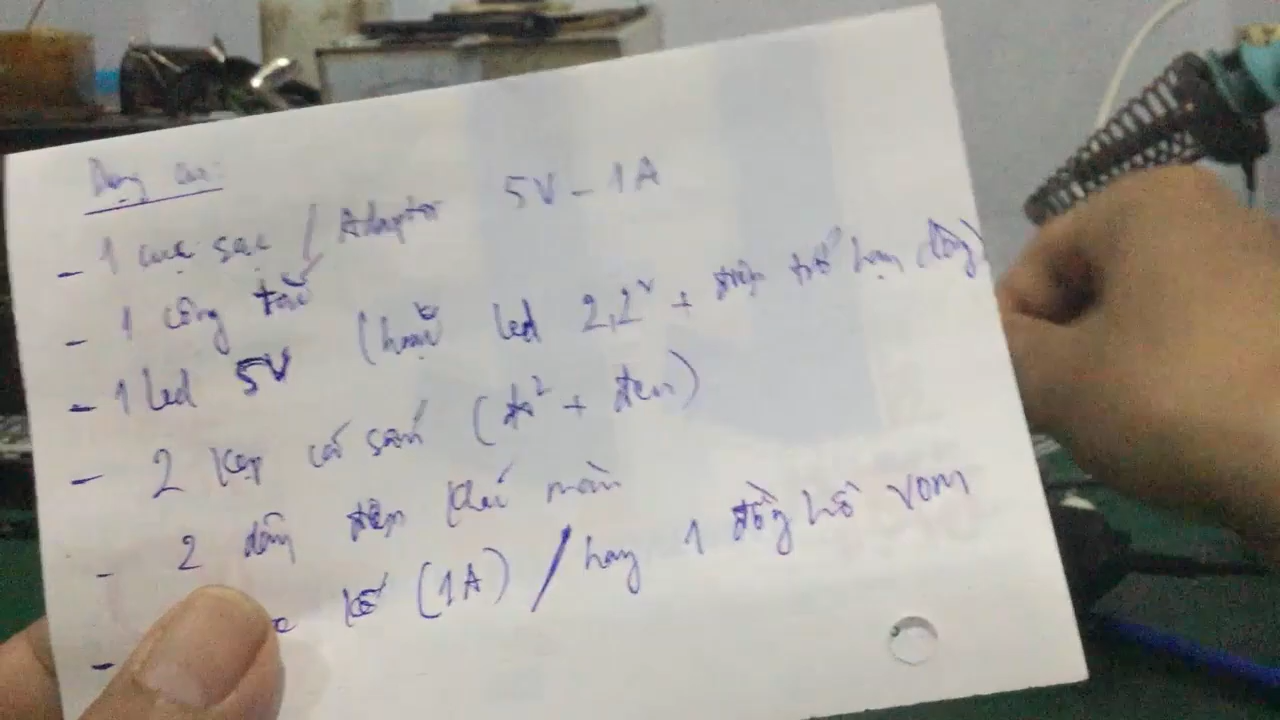 Dụng cụ:
- 1 cục sạc / Adaptor 5V - 1A
- 1 công tắc
- 1 led 5V (hoặc led 2,2V + điện trở hạn dòng)
- 2 kẹp cá sấu (đỏ + đen)
- 2 dây điện khác màu
- kế (1A) / hay 1 đồng hồ VOM